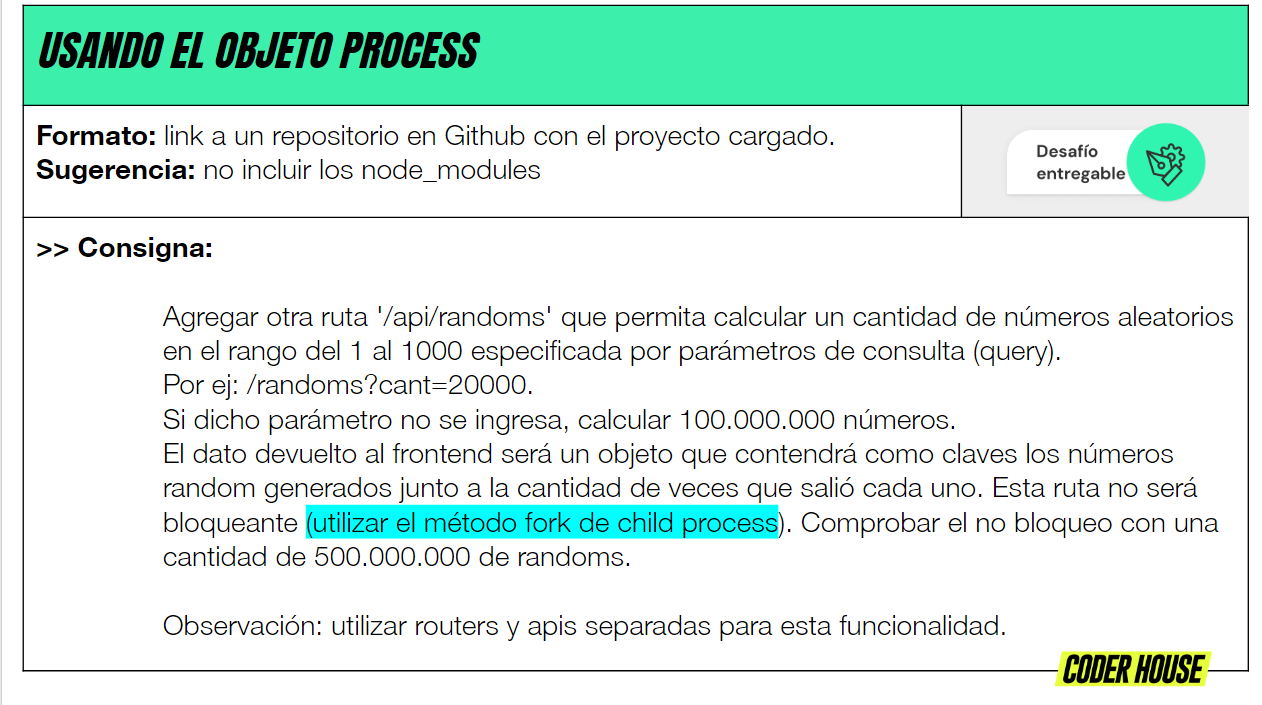 USANDO EL OBJETO PROCESS
Formato: link a un repositorio en Github con el proyecto cargado.
Sugerencia: no incluir los node_modules
Desafío
entregable
>> Consigna:
Agregar otra ruta '/api/randoms' que permita calcular un cantidad de números aleatorios
en el rango del 1 al 1000 especificada por parámetros de consulta (query).
Por ej: /randoms?cant=20000.
Si dicho parámetro no se ingresa, calcular 100.000.000 números.
El dato devuelto al frontend será un objeto que contendrá como claves los números
random generados junto a la cantidad de veces que salió cada uno. Esta ruta no será
bloqueante (utilizar el método fork de child process). Comprobar el no bloqueo con una
cantidad de 500.000.000 de randoms.
Observación: utilizar routers y apis separadas para esta funcionalidad.
CODER HOUSE